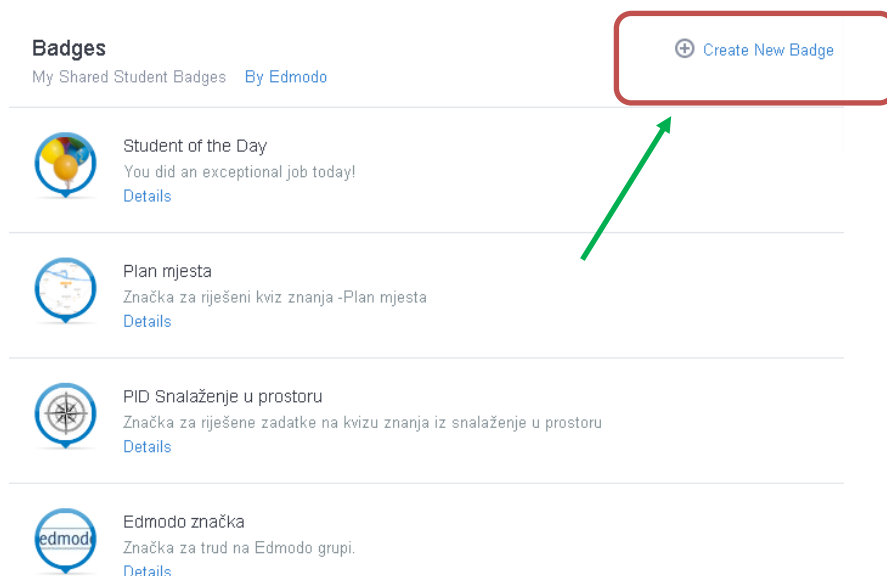 Badges
Create New Badge
My Shared Student Badges By Edmodo
Student of the Day
You did an exceptional job today!
Details
Plan mjesta
Značka za riješeni kviz znanja -Plan mjesta
Details
PID Snalaženje u prostoru
Značka za riješene zadatke na kvizu znanja iz snalaženje u prostoru
Details
edmod
Edmodo značka
Značka za trud na Edmodo grupi.
Details